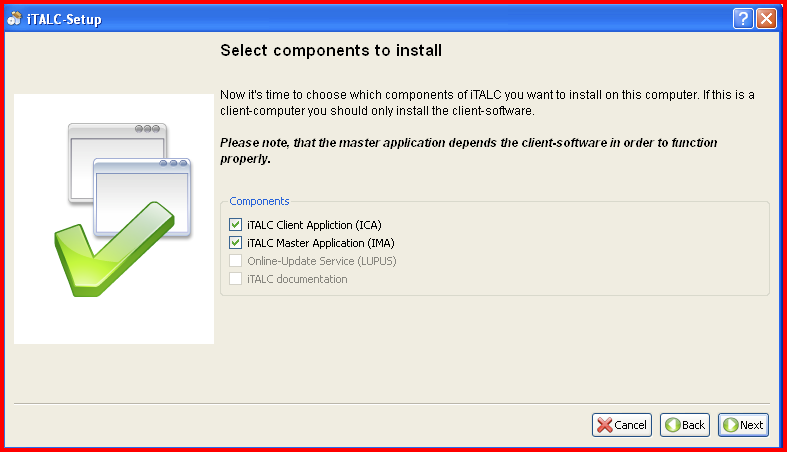 iTALC-Setup
Select components to install
Now it's time to choose which components of iTALC you want to install on this computer. If this is a
client-computer you should only install the client-software.
Please note, that the master application depends the client-software in order to function
properly.
Components
iTALC Client Appliction (ICA)
iTALC Master Application (IMA)
Online-Update Service (LUPUS)
iTALC documentation
Cancel Back Next